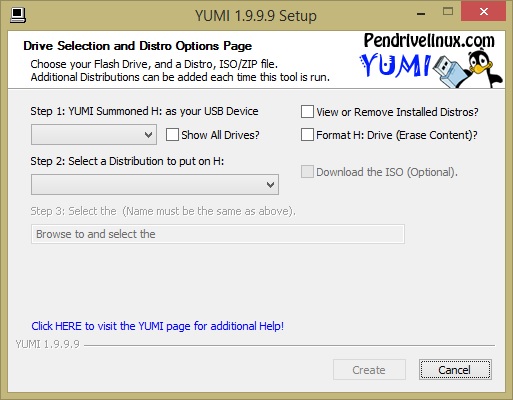 YUMI 1.9.9.9 Setup
Drive Selection and Distro Options Page
Choose your Flash Drive, and a Distro, ISO/ZIP file.
Additional Distributions can be added each time this tool is run.
Pendrivelinux.com
YUMI
Step 1: YUMI Summoned H: as your USB Device
View or Remove Installed Distros?
Show All Drives?
Format H: Drive (Erase Content)?
Step 2: Select a Distribution to put on H:
Download the ISO (Optional).
Step 3: Select the (Name must be the same as above).
Browse to and select the
Click HERE to visit the YUMI page for additional Help!
YUMI 1.9.9.9
Create
Cancel